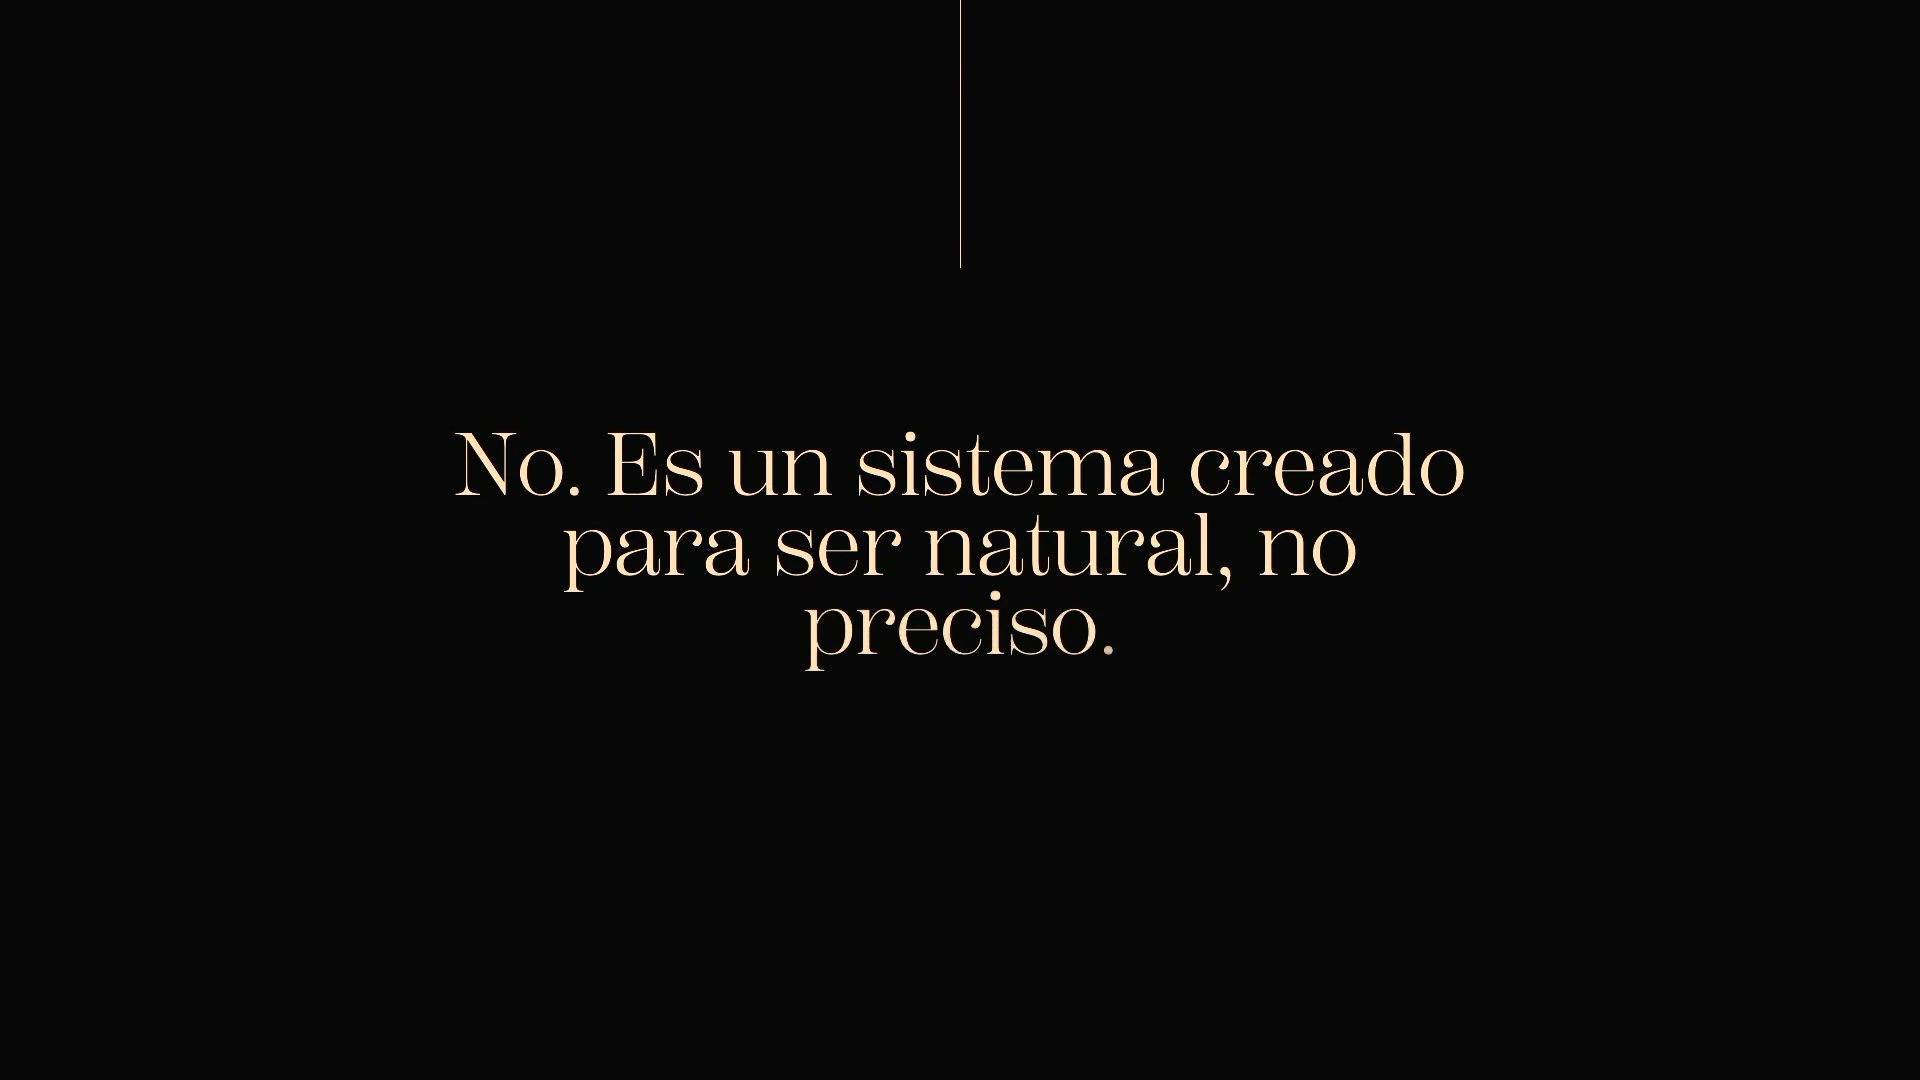 No. Es un sistema creado
para ser natural, no
preciso.